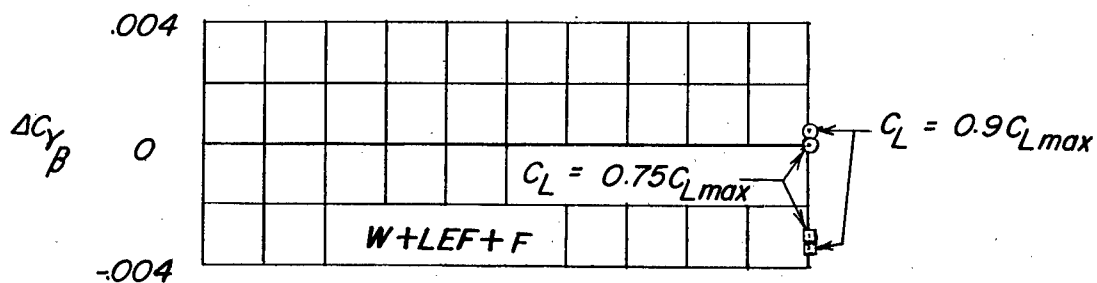 .004
ΔC_Yβ
0
C_L = 0.9C_Lmax
C_L = 0.75C_Lmax
W+LEF+F
-.004